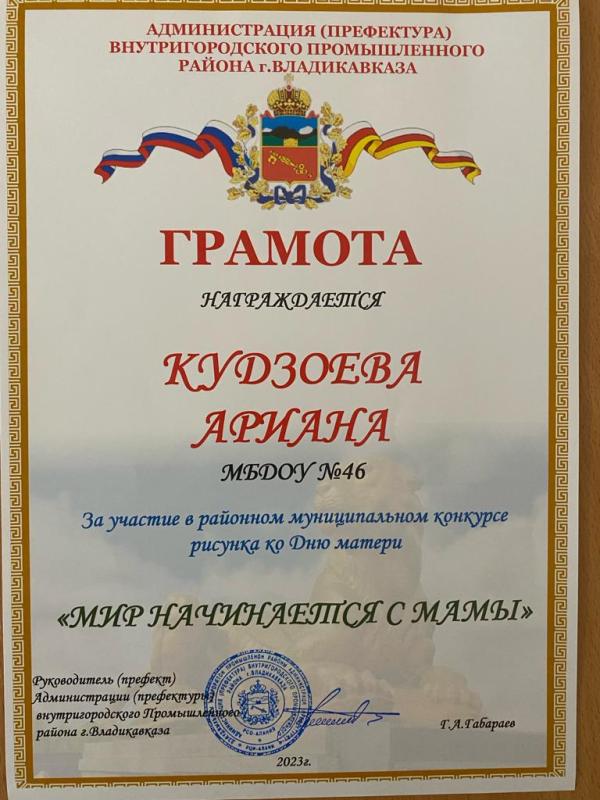 АДМИНИСТРАЦИЯ (ПРЕФЕКТУРА)
ВНУТРИГОРОДСКОГО ПРОМЫШЛЕННОГО
РАЙОНА г.ВЛАДИКАВКАЗА
ГРАМОТА
НАГРАЖДАЕТСЯ
КУДЗОЕВА
АРИАНА
МБДОУ №46
За участие в районном муниципальном конкурсе
рисунка ко Дню матери
«МИР НАЧИНАЕТСЯ С МАМЫ»
Руководитель (префект)
Администрации (префектуры)
внутригородского Промышленного
района г.Владикавказа
Г.А.Габараев
2023г.